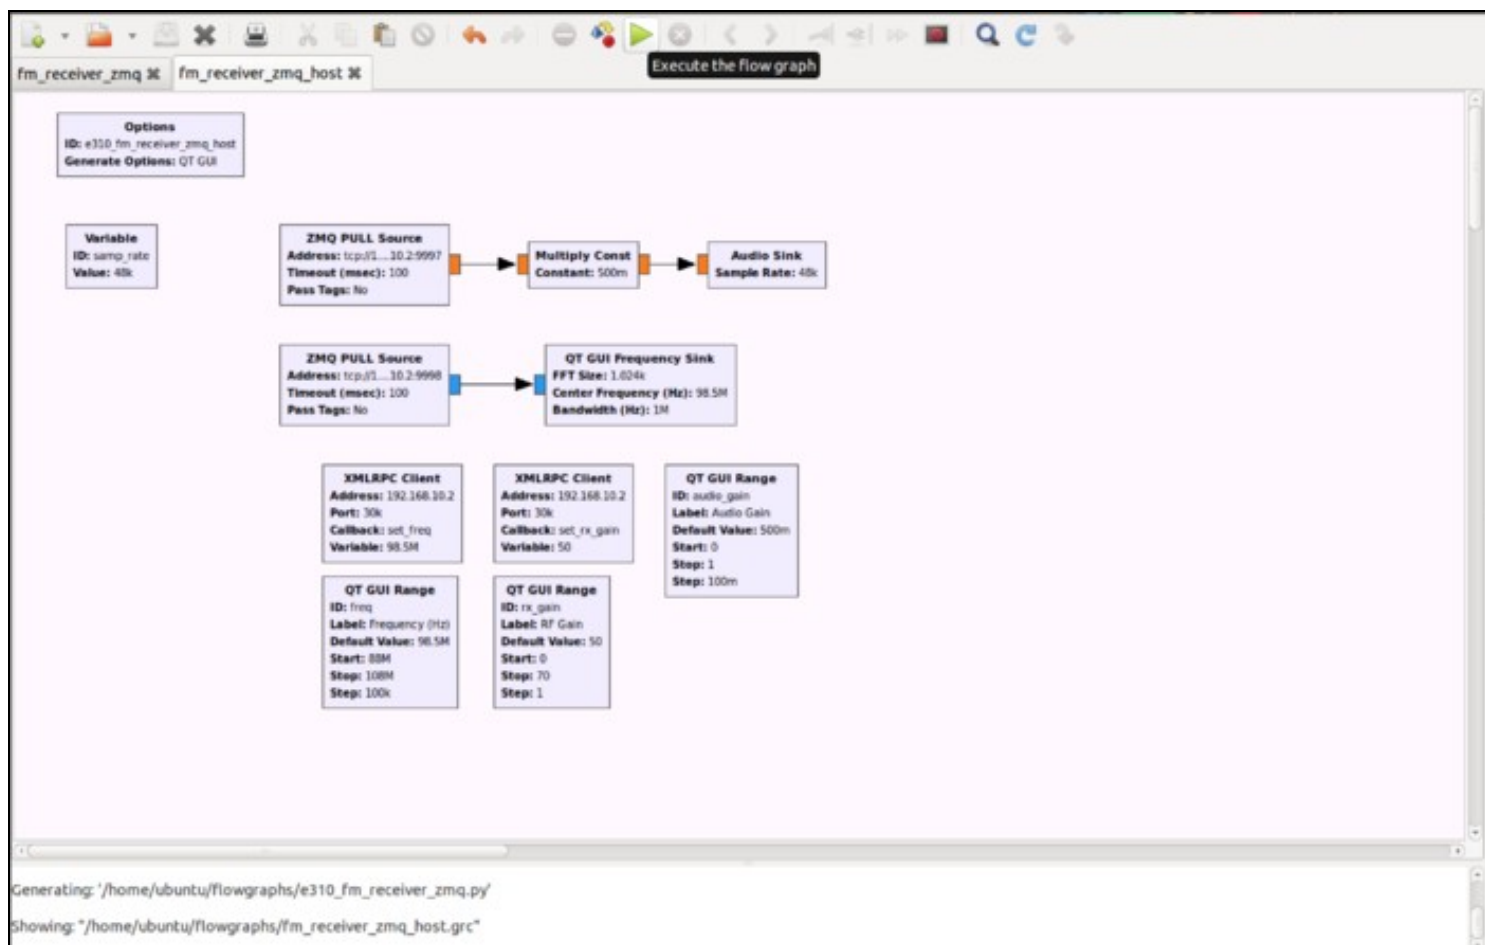 Execute the flow graph
fm_receiver_zmq
fm_receiver_zmq_host
Options
ID: e310_fm_receiver_zmq_host
Generate Options: QT GUI
Variable
ID: samp_rate
Value: 48k
ZMQ PULL Source
Address: tcp://1...10.2:9997
Timeout (msec): 100
Pass Tags: No
Multiply Const
Constant: 500m
Audio Sink
Sample Rate: 48k
ZMQ PULL Source
Address: tcp://1...10.2:9998
Timeout (msec): 100
Pass Tags: No
QT GUI Frequency Sink
FFT Size: 1.024k
Center Frequency (Hz): 98.5M
Bandwidth (Hz): 1M
XMLRPC Client
Address: 192.168.10.2
Port: 30k
Callback: set_freq
Variable: 98.5M
XMLRPC Client
Address: 192.168.10.2
Port: 30k
Callback: set_rx_gain
Variable: 50
QT GUI Range
ID: audio_gain
Label: Audio Gain
Default Value: 500m
Start: 0
Stop: 1
Step: 100m
QT GUI Range
ID: freq
Label: Frequency (Hz)
Default Value: 98.5M
Start: 88M
Stop: 108M
Step: 100k
QT GUI Range
ID: rx_gain
Label: RF Gain
Default Value: 50
Start: 0
Stop: 70
Step: 1
Generating: '/home/ubuntu/flowgraphs/e310_fm_receiver_zmq.py'
Showing: "/home/ubuntu/flowgraphs/fm_receiver_zmq_host.grc"